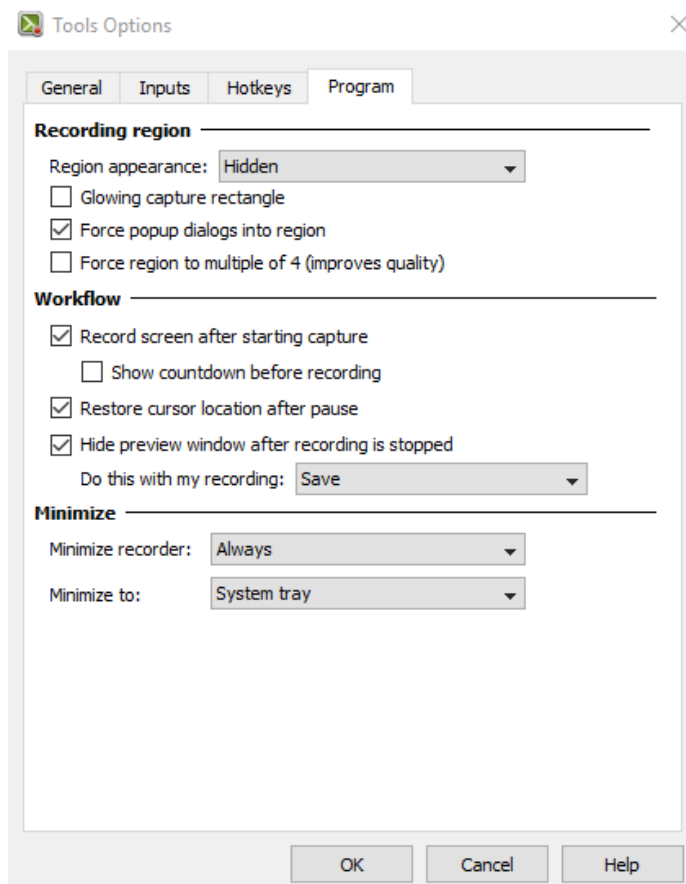 Tools Options
General Inputs Hotkeys Program
Recording region
Region appearance: Hidden
Glowing capture rectangle
Force popup dialogs into region
Force region to multiple of 4 (improves quality)
Workflow
Record screen after starting capture
Show countdown before recording
Restore cursor location after pause
Hide preview window after recording is stopped
Do this with my recording: Save
Minimize
Minimize recorder: Always
Minimize to: System tray
OK Cancel Help